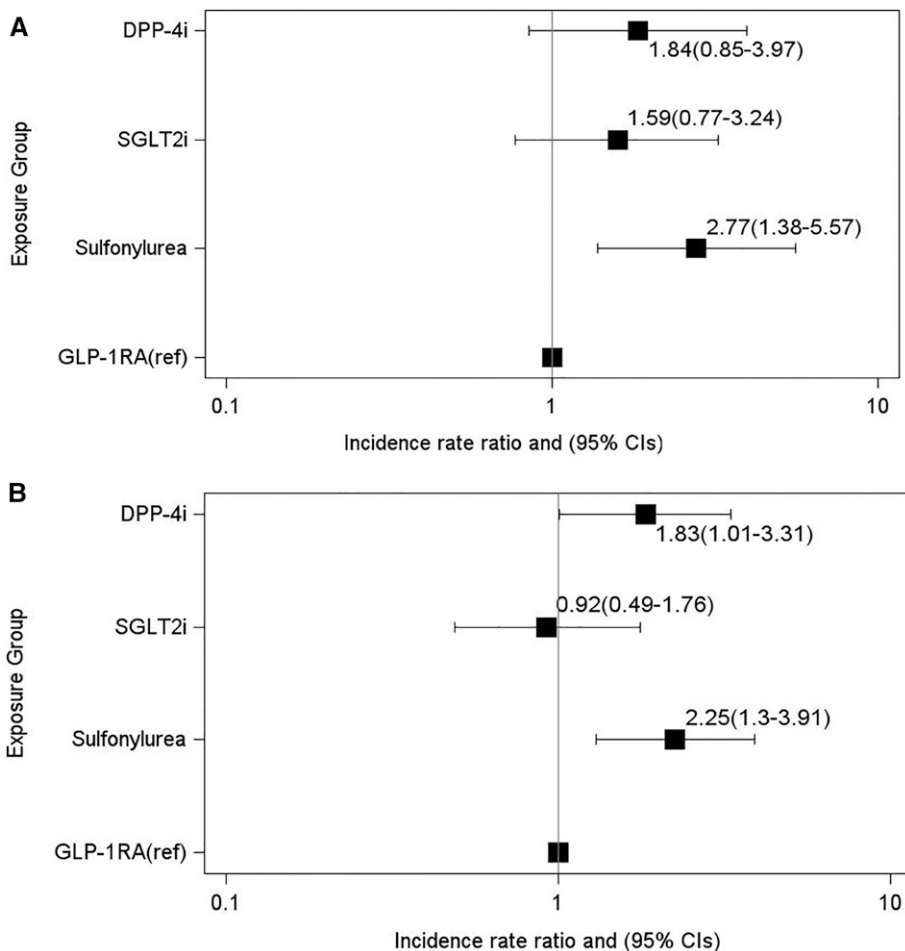 A
DPP-4i
1.84(0.85-3.97)
SGLT2i
1.59(0.77-3.24)
Sulfonylurea
2.77(1.38-5.57)
GLP-1RA(ref)
Exposure Group
0.1 1 10
Incidence rate ratio and (95% CIs)
B
DPP-4i
1.83(1.01-3.31)
SGLT2i
0.92(0.49-1.76)
Sulfonylurea
2.25(1.3-3.91)
GLP-1RA(ref)
Exposure Group
0.1 1 10
Incidence rate ratio and (95% CIs)